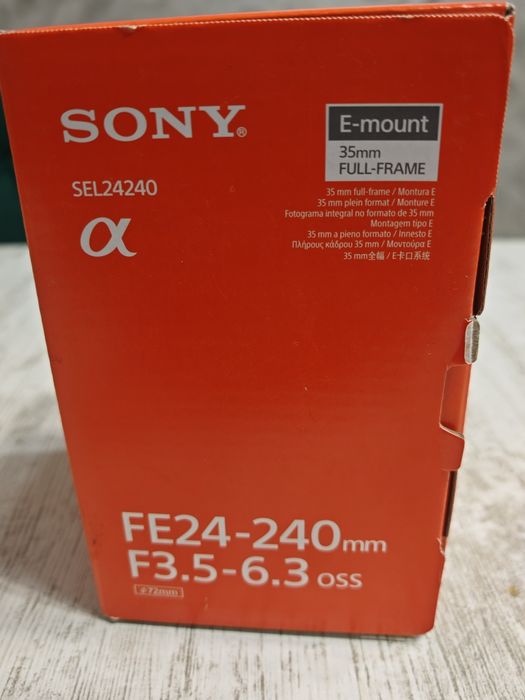 SONY®
E-mount
35mm
FULL-FRAME
SEL24240
α
35 mm full-frame / Montura E
35 mm plein format / Monture E
Fotograma integral no formato de 35 mm
Montagem tipo E
35 mm a pieno formato / Innesto E
Πλήρους κάδρου 35 mm / Μοντούρα E
35 mm全幅 / E卡口系统
FE24-240mm
F3.5-6.3 OSS
⌀72mm